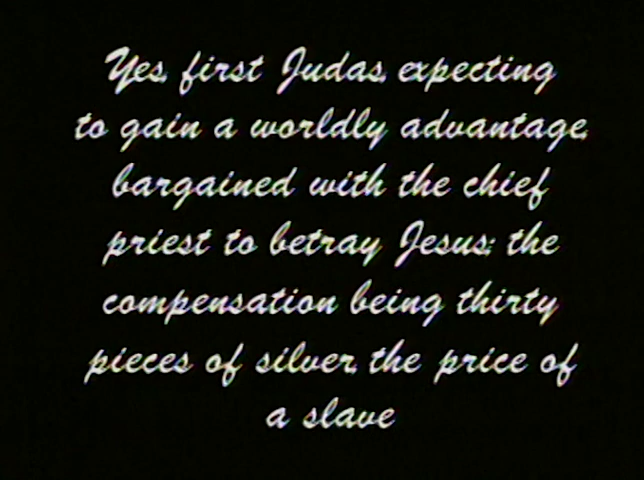 Yes, first Judas, expecting
to gain a worldly advantage,
bargained with the chief
priest to betray Jesus: the
compensation being thirty
pieces of silver, the price of
a slave